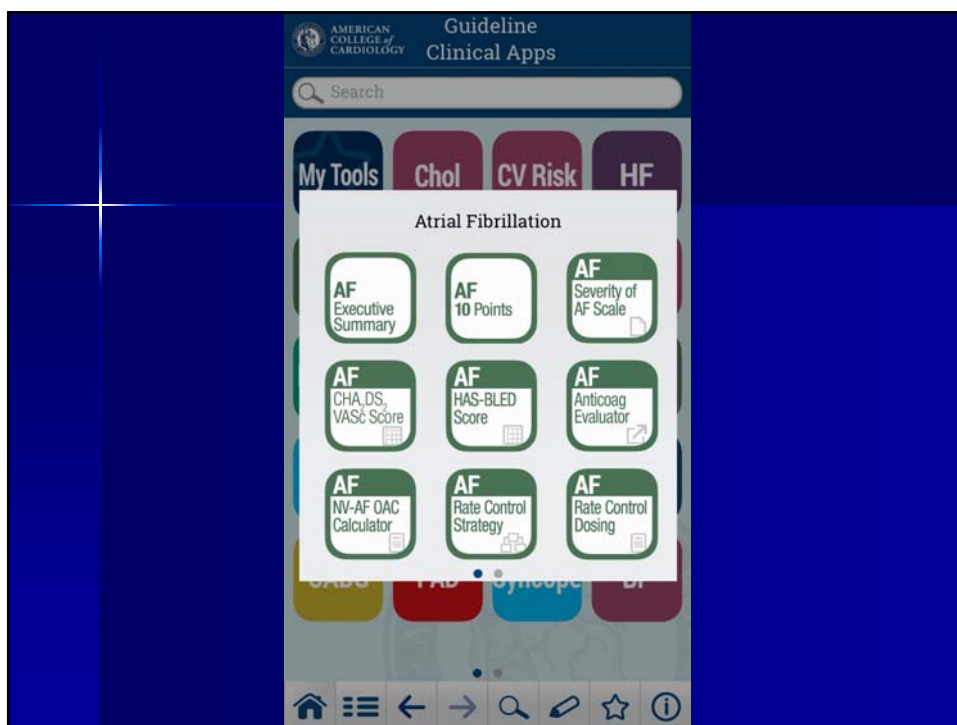 AMERICAN
COLLEGE of
CARDIOLOGY
Guideline
Clinical Apps
Search
My Tools
Chol
CV Risk
HF
Atrial Fibrillation
AF
Executive
Summary
AF
10 Points
AF
Severity of
AF Scale
AF
CHA2DS2
VASc Score
AF
HAS-BLED
Score
AF
Anticoag
Evaluator
AF
NV-AF OAC
Calculator
AF
Rate Control
Strategy
AF
Rate Control
Dosing